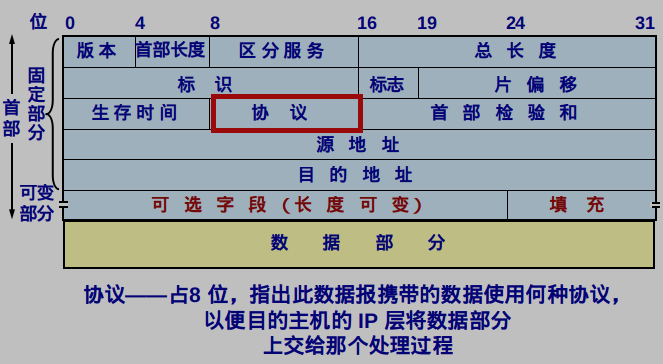 位 0 4 8 16 19 24 31
版本 首部长度 区分服务 总长度
标识 标志 片偏移
生存时间 协议 首部检验和
源地址
目的地址
可选字段（长度可变） 填充
数据部分
首部
固定部分
可变部分
协议——占8 位，指出此数据报携带的数据使用何种协议，
以便目的主机的 IP 层将数据部分
上交给那个处理过程